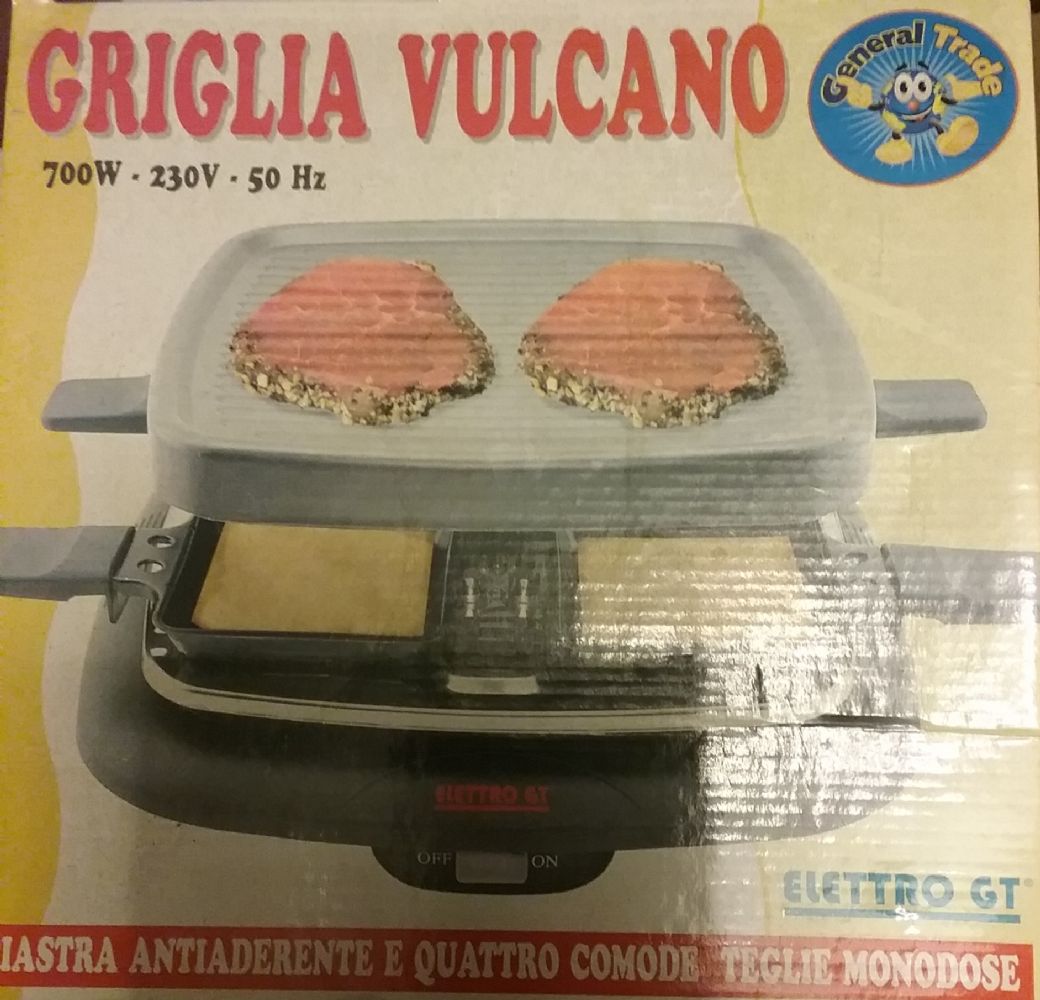 GRIGLIA VULCANO
General Trade
700W - 230V - 50 Hz
ELETTRO GT
OFF ON
ELETTRO GT
IASTRA ANTIADERENTE E QUATTRO COMODE TEGLIE MONODOSE